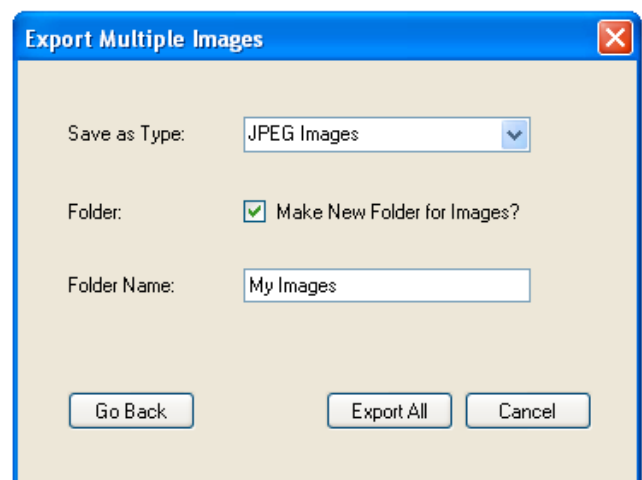 Export Multiple Images
Save as Type: JPEG Images
Folder: Make New Folder for Images?
Folder Name: My Images
Go Back Export All Cancel